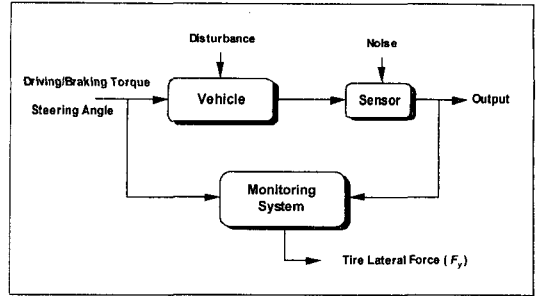 Disturbance
Noise
Driving/Braking Torque
Steering Angle
Vehicle
Sensor
Output
Monitoring
System
Tire Lateral Force ( Fy )